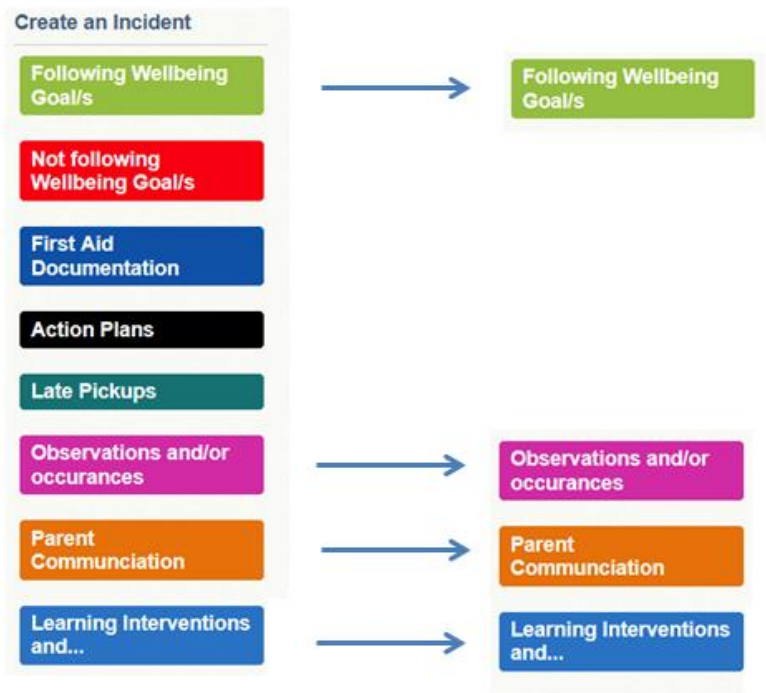 Create an Incident
Following Wellbeing
Goal/s
Following Wellbeing
Goal/s
Not following
Wellbeing Goal/s
First Aid
Documentation
Action Plans
Late Pickups
Observations and/or
occurances
Observations and/or
occurances
Parent
Communciation
Parent
Communciation
Learning Interventions
and...
Learning Interventions
and...